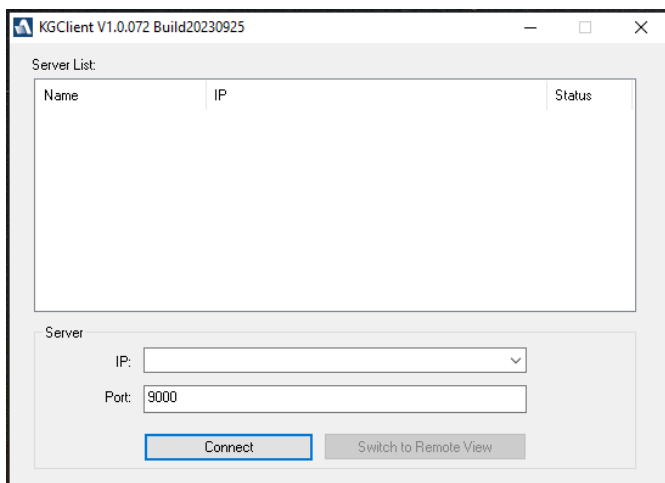 KGClient V1.0.072 Build20230925
Server List:
Name IP Status
Server
IP:
Port: 9000
Connect Switch to Remote View